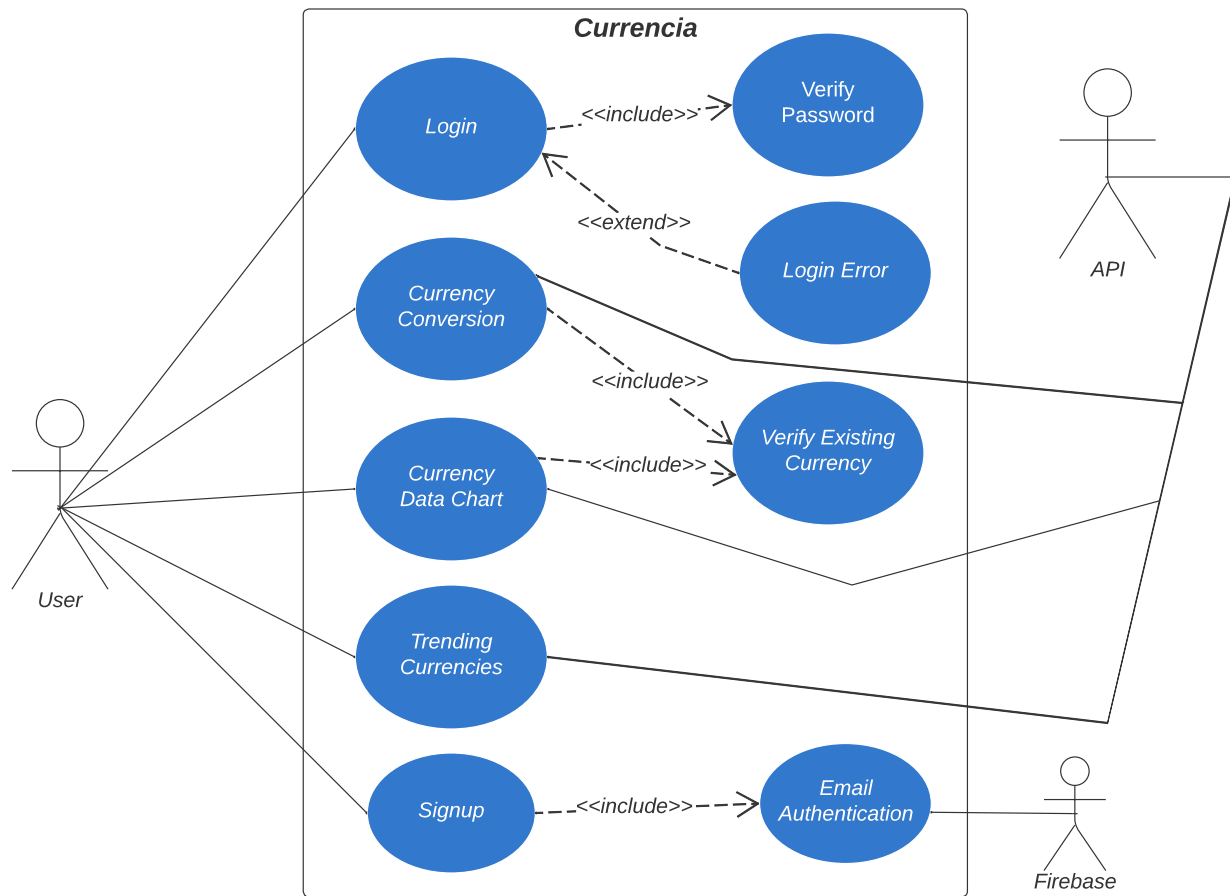 Currencia
Login
<<include>>
Verify
Password
<<extend>>
Login Error
API
Currency
Conversion
<<include>>
Verify Existing
Currency
Currency
Data Chart
<<include>>
User
Trending
Currencies
Signup
<<include>>
Email
Authentication
Firebase